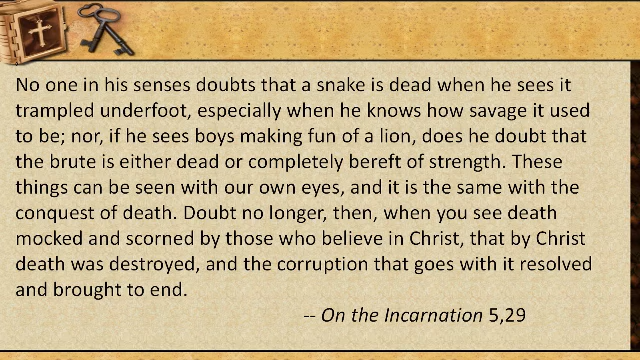 No one in his senses doubts that a snake is dead when he sees it
trampled underfoot, especially when he knows how savage it used
to be; nor, if he sees boys making fun of a lion, does he doubt that
the brute is either dead or completely bereft of strength. These
things can be seen with our own eyes, and it is the same with the
conquest of death. Doubt no longer, then, when you see death
mocked and scorned by those who believe in Christ, that by Christ
death was destroyed, and the corruption that goes with it resolved
and brought to end.
-- On the Incarnation 5,29